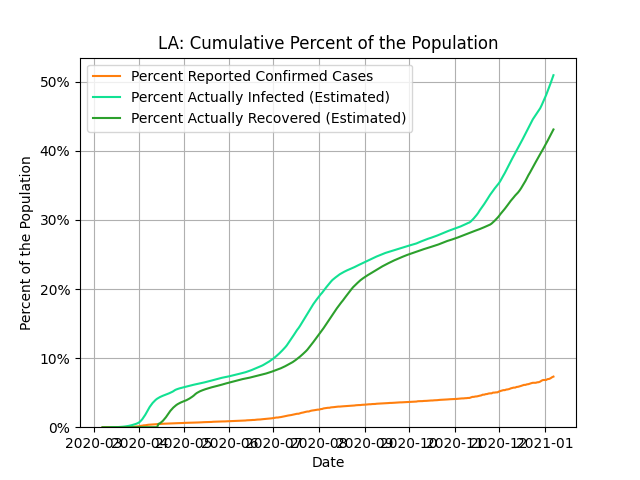 LA: Cumulative Percent of the Population
Percent Reported Confirmed Cases
Percent Actually Infected (Estimated)
Percent Actually Recovered (Estimated)
50%
40%
30%
20%
10%
0%
Percent of the Population
2020-03 2020-04 2020-05 2020-06 2020-07 2020-08 2020-09 2020-10 2020-11 2020-12 2021-01
Date